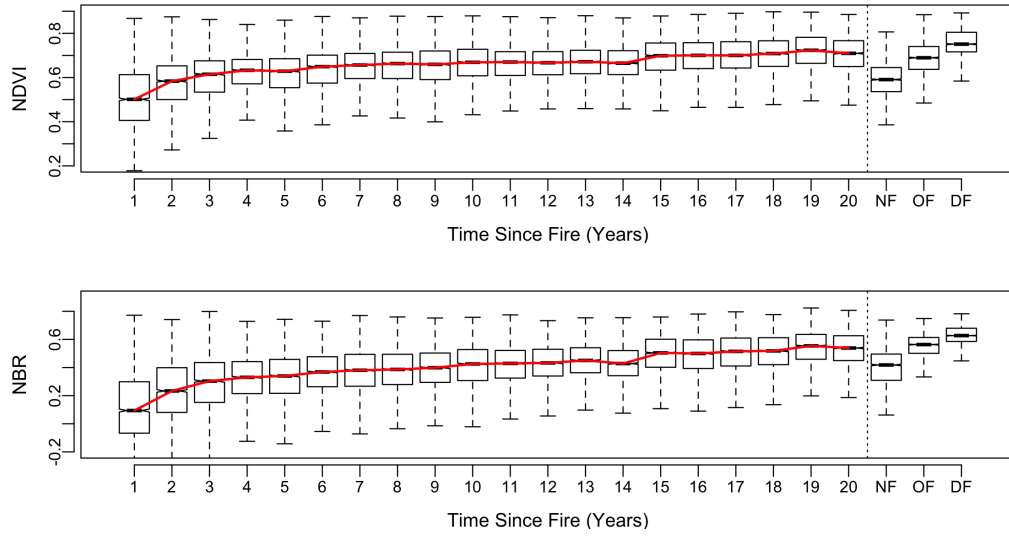 NDVI
0.8
0.6
0.4
0.2
1 2 3 4 5 6 7 8 9 10 11 12 13 14 15 16 17 18 19 20 NF OF DF
Time Since Fire (Years)
NBR
0.6
0.2
-0.2
1 2 3 4 5 6 7 8 9 10 11 12 13 14 15 16 17 18 19 20 NF OF DF
Time Since Fire (Years)